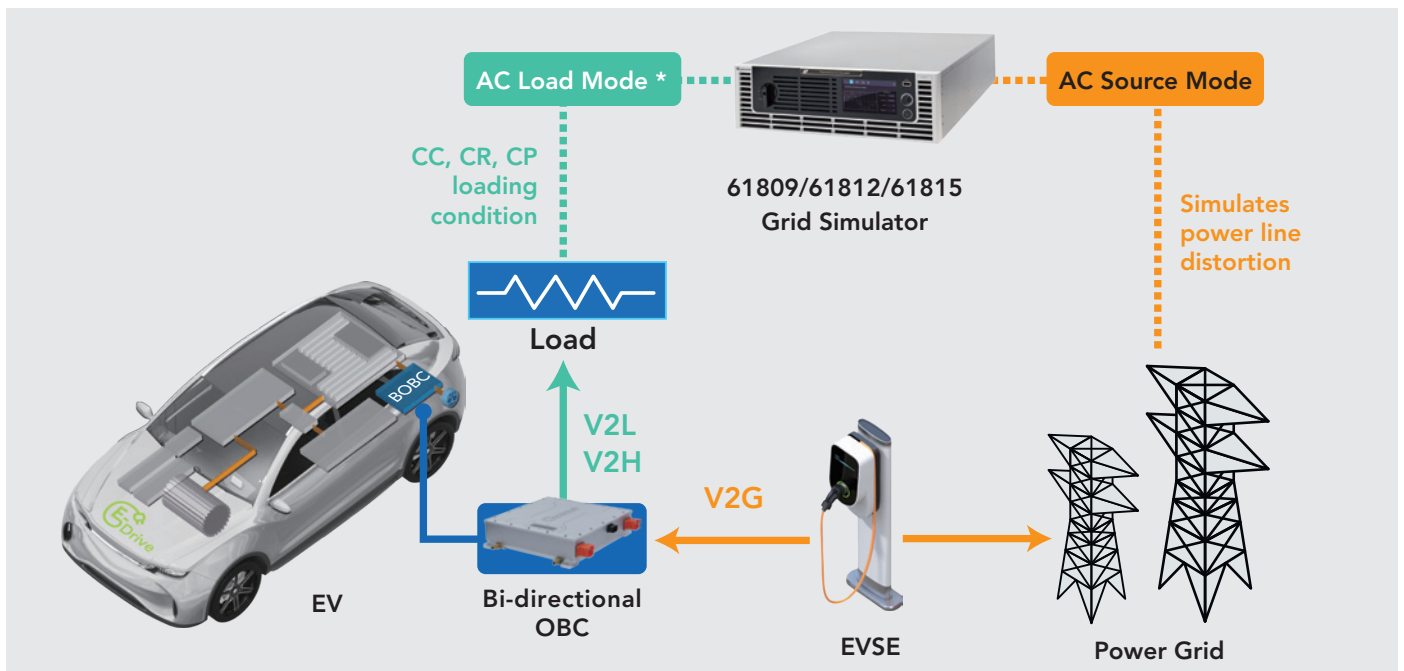 AC Load Mode *
AC Source Mode
CC, CR, CP
loading
condition
61809/61812/61815
Grid Simulator
Simulates
power line
distortion
Load
BOBC
V2L
V2H
V2G
E
Drive
EV
Bi-directional
OBC
EVSE
Power Grid